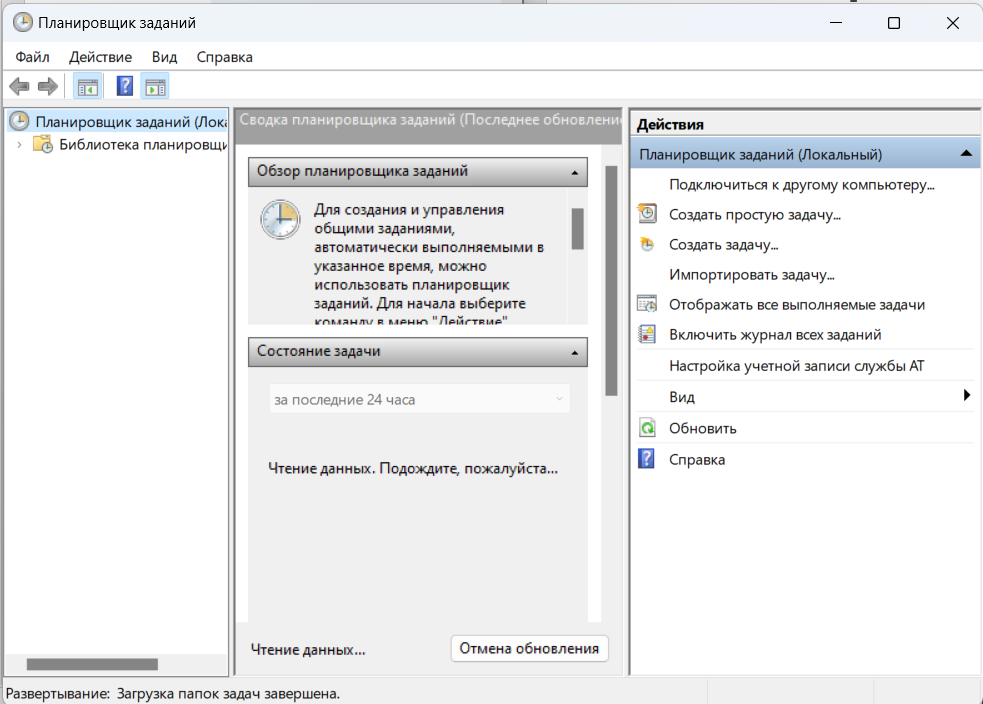 Планировщик заданий
Файл Действие Вид Справка
Планировщик заданий (Лока
Библиотека планировщи
Сводка планировщика заданий (Последнее обновлени
Обзор планировщика заданий
Для создания и управления
общими заданиями,
автоматически выполняемыми в
указанное время, можно
использовать планировщик
заданий. Для начала выберите
команду в меню "Действие"
Состояние задачи
за последние 24 часа
Чтение данных. Подождите, пожалуйста...
Чтение данных...
Отмена обновления
Действия
Планировщик заданий (Локальный)
Подключиться к другому компьютеру...
Создать простую задачу...
Создать задачу...
Импортировать задачу...
Отображать все выполняемые задачи
Включить журнал всех заданий
Настройка учетной записи службы AT
Вид
Обновить
Справка
Развертывание: Загрузка папок задач завершена.